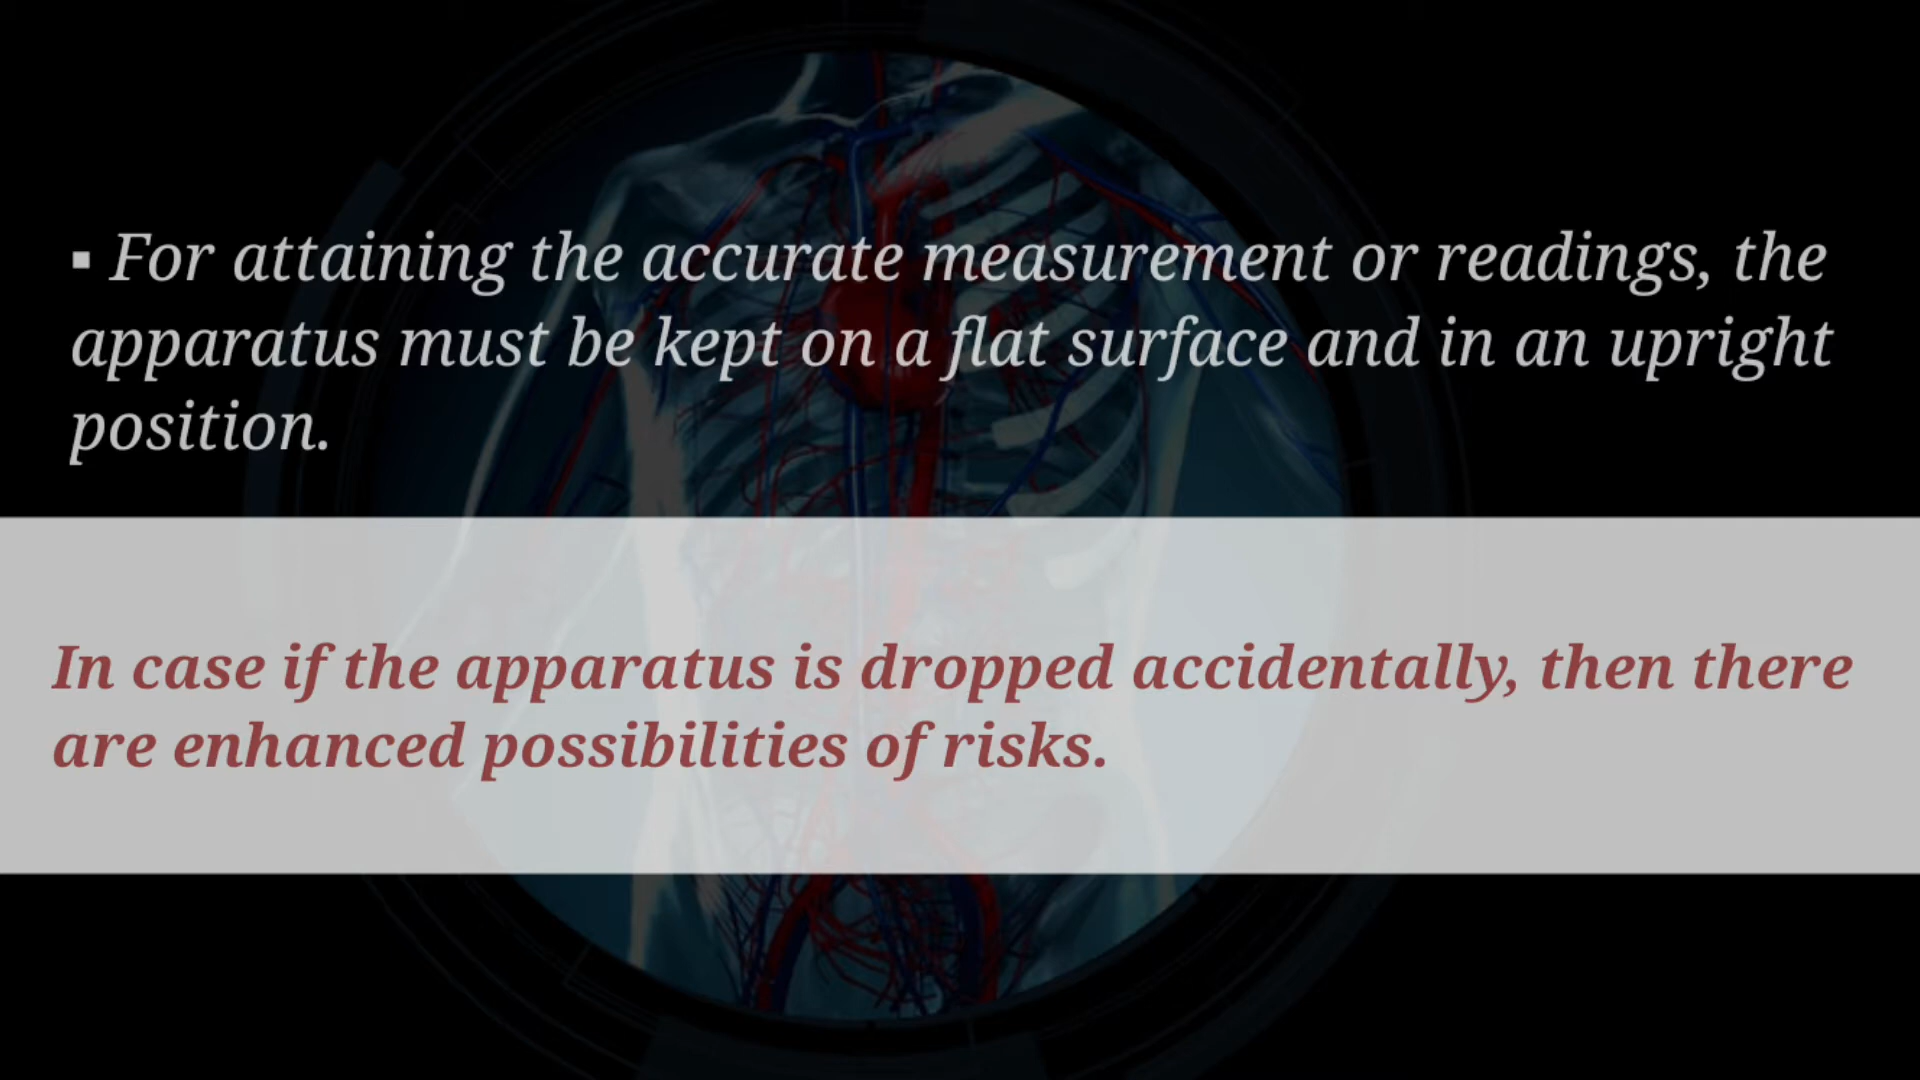 ▪ For attaining the accurate measurement or readings, the
apparatus must be kept on a flat surface and in an upright
position.
In case if the apparatus is dropped accidentally, then there
are enhanced possibilities of risks.